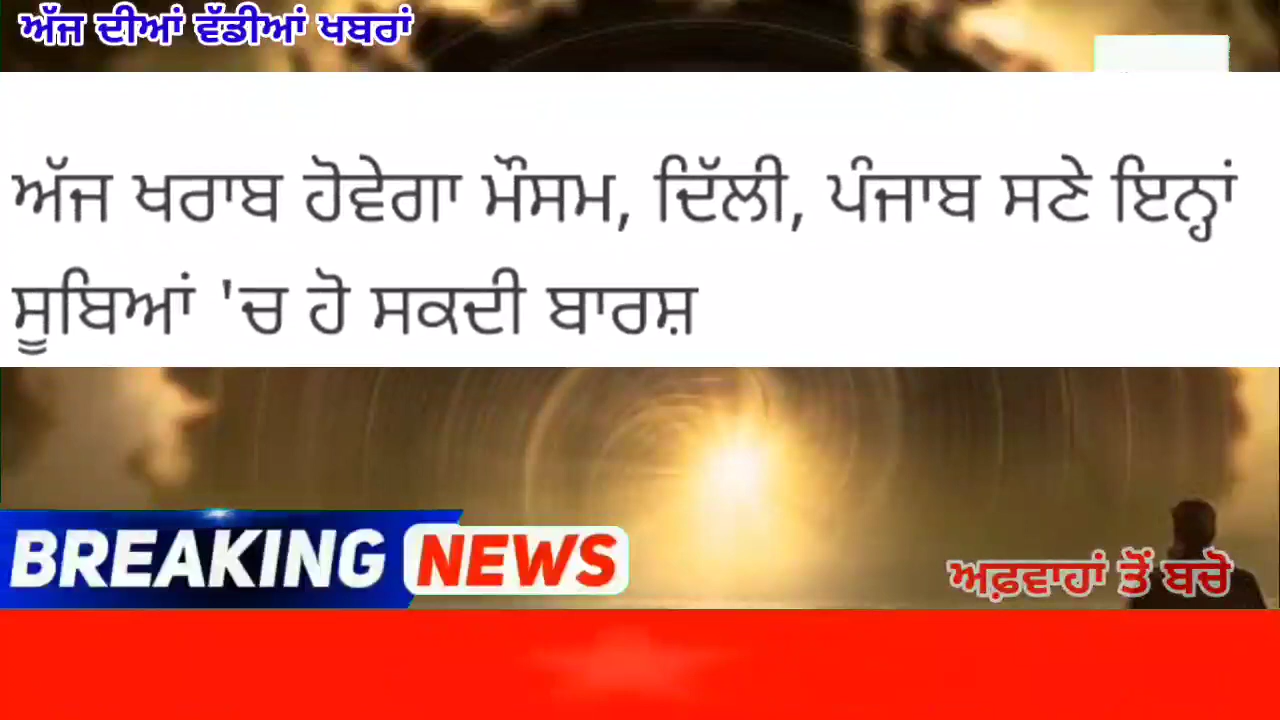 ਅੱਜ ਦੀਆਂ ਵੱਡੀਆਂ ਖਬਰਾਂ
ਅੱਜ ਖਰਾਬ ਹੋਵੇਗਾ ਮੌਸਮ, ਦਿੱਲੀ, ਪੰਜਾਬ ਸਣੇ ਇਨ੍ਹਾਂ
ਸੂਬਿਆਂ 'ਚ ਹੋ ਸਕਦੀ ਬਾਰਸ਼
BREAKING NEWS
ਅਫ਼ਵਾਹਾਂ ਤੋਂ ਬਚੋ